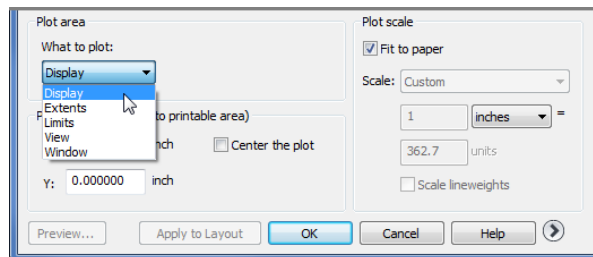 Plot area
What to plot:
Display
Display
Extents
Limits
View
Window
to printable area)
nch
Center the plot
Y: 0.000000 inch
Plot scale
Fit to paper
Scale: Custom
1 inches =
362.7 units
Scale lineweights
Preview... Apply to Layout OK Cancel Help